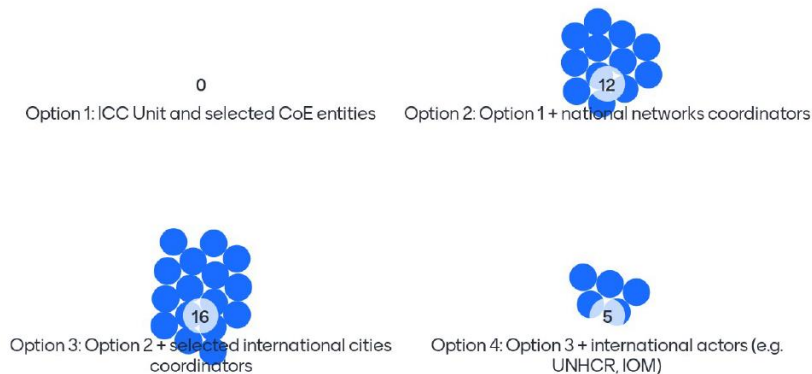 0
Option 1: ICC Unit and selected CoE entities
12
Option 2: Option 1 + national networks coordinators
16
Option 3: Option 2 + selected international cities
coordinators
5
Option 4: Option 3 + international actors (e.g.
UNHCR, IOM)